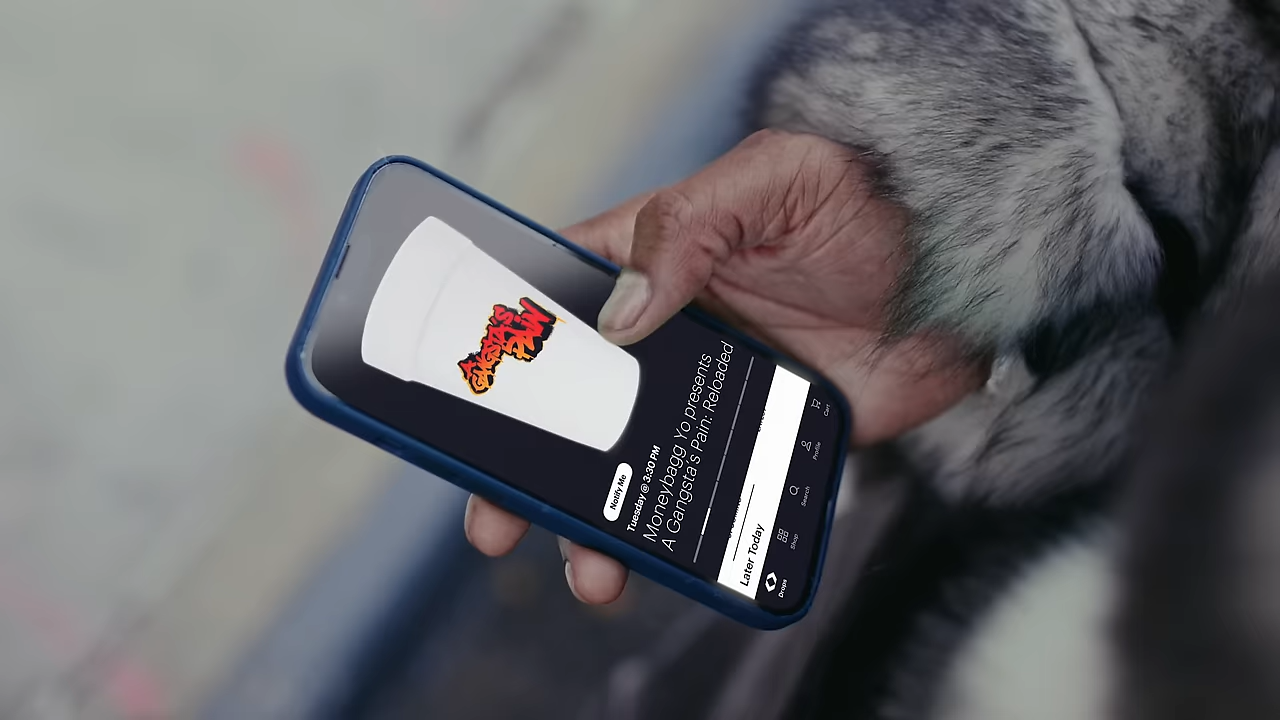 A
GANGSTA'S
PAIN
Notify Me
Tuesday @ 3:30 PM
Moneybagg Yo presents
A Gangsta's Pain: Reloaded
Later Today
Drops
Shop
Search
Profile
Cart